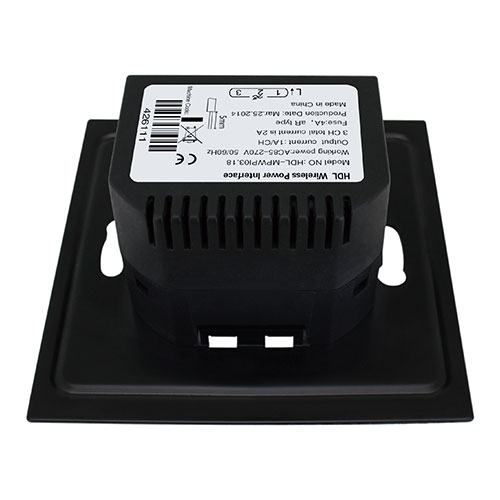 HDL Wireless Power Interface
Model NO :HDL-MPWPI03.18
Working power:AC85-270V 50/60Hz
Output current :1A/CH
3 CH total current is 2A
Fuse:4A, aR type
Production Date: Mar.25.2014
Made in China
L↓ 1 2 3
5mm
CE
Machine Code:
426111